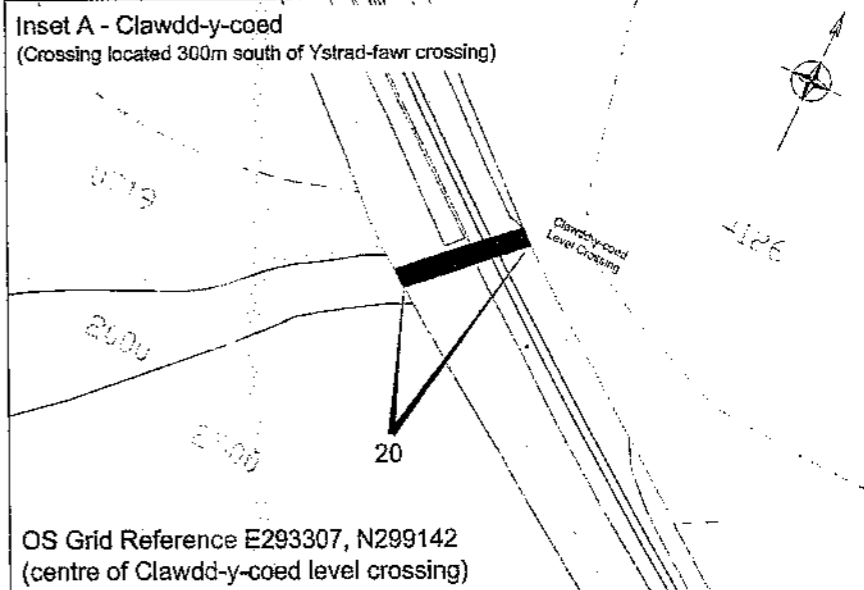 Inset A - Clawdd-y-coed
(Crossing located 300m south of Ystrad-fawr crossing)
Clawdd-y-coed
Level Crossing
20
OS Grid Reference E293307, N299142
(centre of Clawdd-y-coed level crossing)